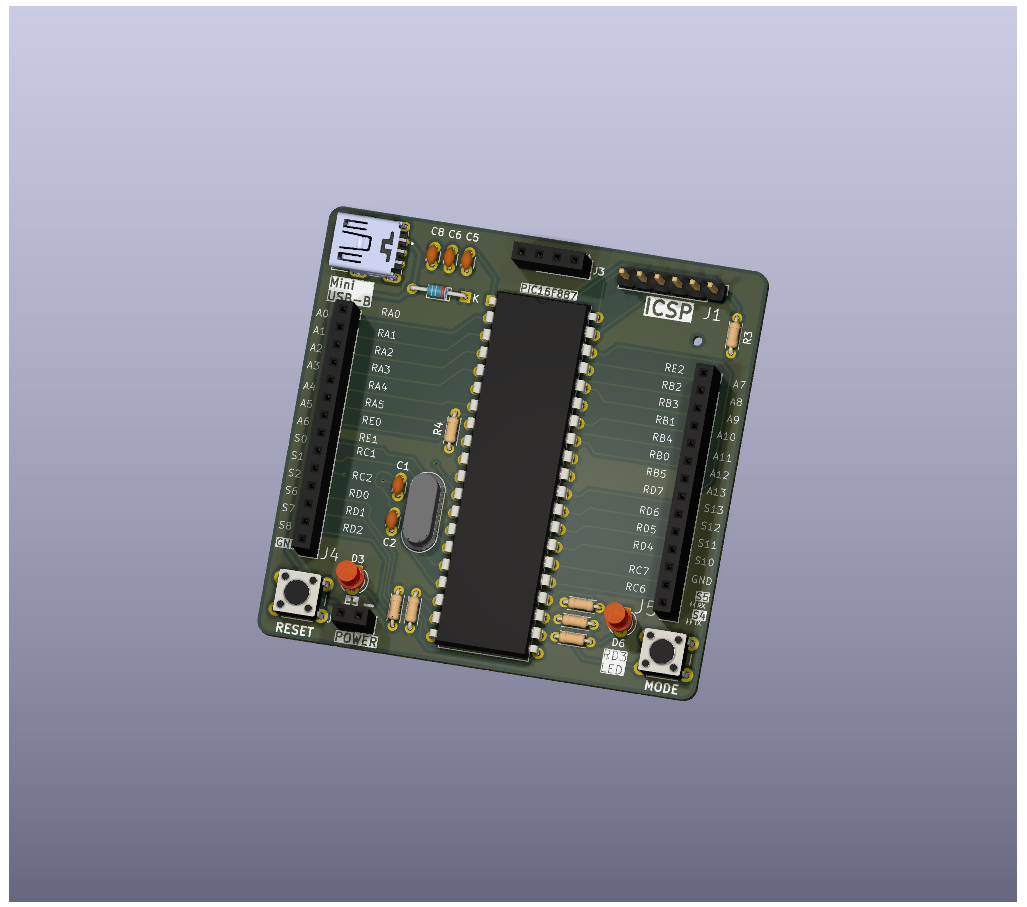 C8 C6 C5
J3
Mini
USB-B
K
PIC16F887
ICSP
J1
R3
A0
RA0
A1
RA1
A2
RA2
A3
RA3
A4
RA4
A5
RA5
A6
RE0
S0
RE1
S1
RC1
S2
RC2
S6
RD0
S7
RD1
S8
RD2
GND
J4
R4
C1
C2
RE2
A7
RB2
A8
RB3
A9
RB1
A10
RB4
A11
RB0
A12
RB5
A13
RD7
S13
RD6
S12
RD5
S11
RD4
S10
RC7
GND
RC6
S5
S4
J5
D3
RESET
POWER
D6
RD3
LED
MODE